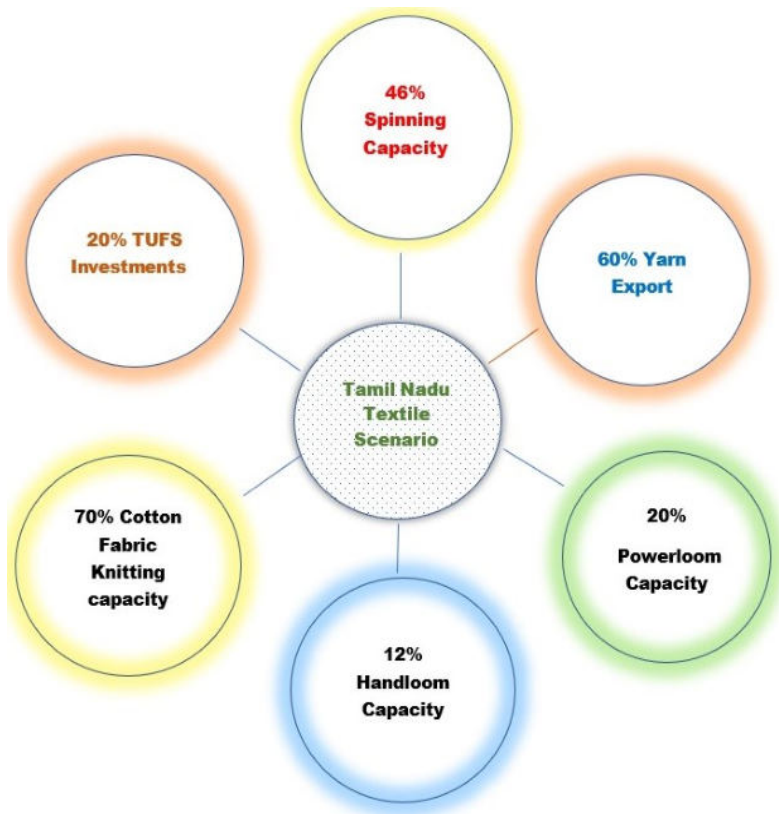 46%
Spinning
Capacity
20% TUFS
Investments
60% Yarn
Export
Tamil Nadu
Textile
Scenario
70% Cotton
Fabric
Knitting
capacity
20%
Powerloom
Capacity
12%
Handloom
Capacity